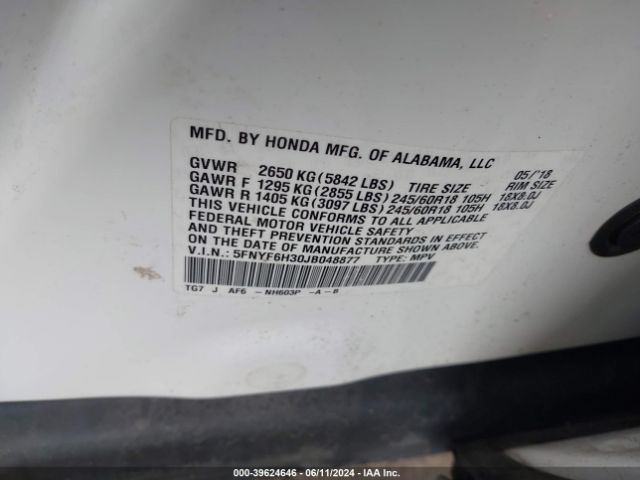 MFD. BY HONDA MFG. OF ALABAMA, LLC
GVWR 2650 KG (5842 LBS) TIRE SIZE 05/'18 RIM SIZE
GAWR F 1295 KG (2855 LBS) 245/60R18 105H 18X8.0J
GAWR R 1405 KG (3097 LBS) 245/60R18 105H 18X8.0J
THIS VEHICLE CONFORMS TO ALL APPLICABLE
FEDERAL MOTOR VEHICLE SAFETY
AND THEFT PREVENTION STANDARDS IN EFFECT
ON THE DATE OF MANUFACTURE SHOWN ABOVE.
V.I.N.: 5FNYF6H30JB048877 TYPE: MPV
TG7 J AF6 -NH603P -A-B
000-39624646 - 06/11/2024 - IAA Inc.